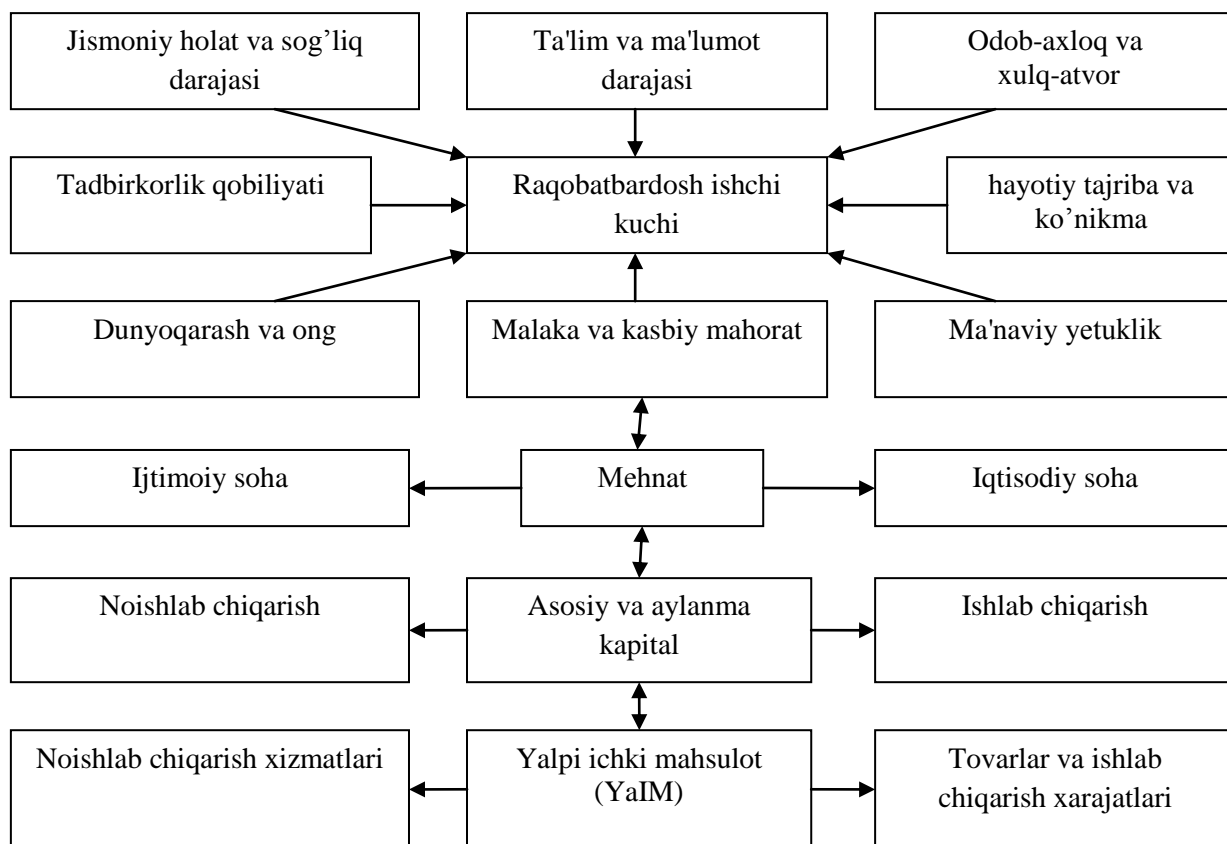 Jismoniy holat va sog’liq
darajasi
Ta'lim va ma'lumot
darajasi
Odob-axloq va
xulq-atvor
Tadbirkorlik qobiliyati
Raqobatbardosh ishchi
kuchi
hayotiy tajriba va
ko’nikma
Dunyoqarash va ong
Malaka va kasbiy mahorat
Ma'naviy yetuklik
Ijtimoiy soha
Mehnat
Iqtisodiy soha
Noishlab chiqarish
Asosiy va aylanma
kapital
Ishlab chiqarish
Noishlab chiqarish xizmatlari
Yalpi ichki mahsulot
(YaIM)
Tovarlar va ishlab
chiqarish xarajatlari